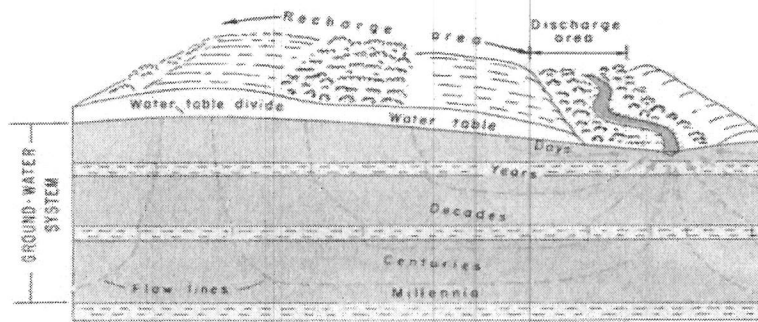 Recharge area
Discharge
area
Water table divide
Water table
Days
Years
Decades
Centuries
Flow lines
Millennia
GROUND-WATER
SYSTEM